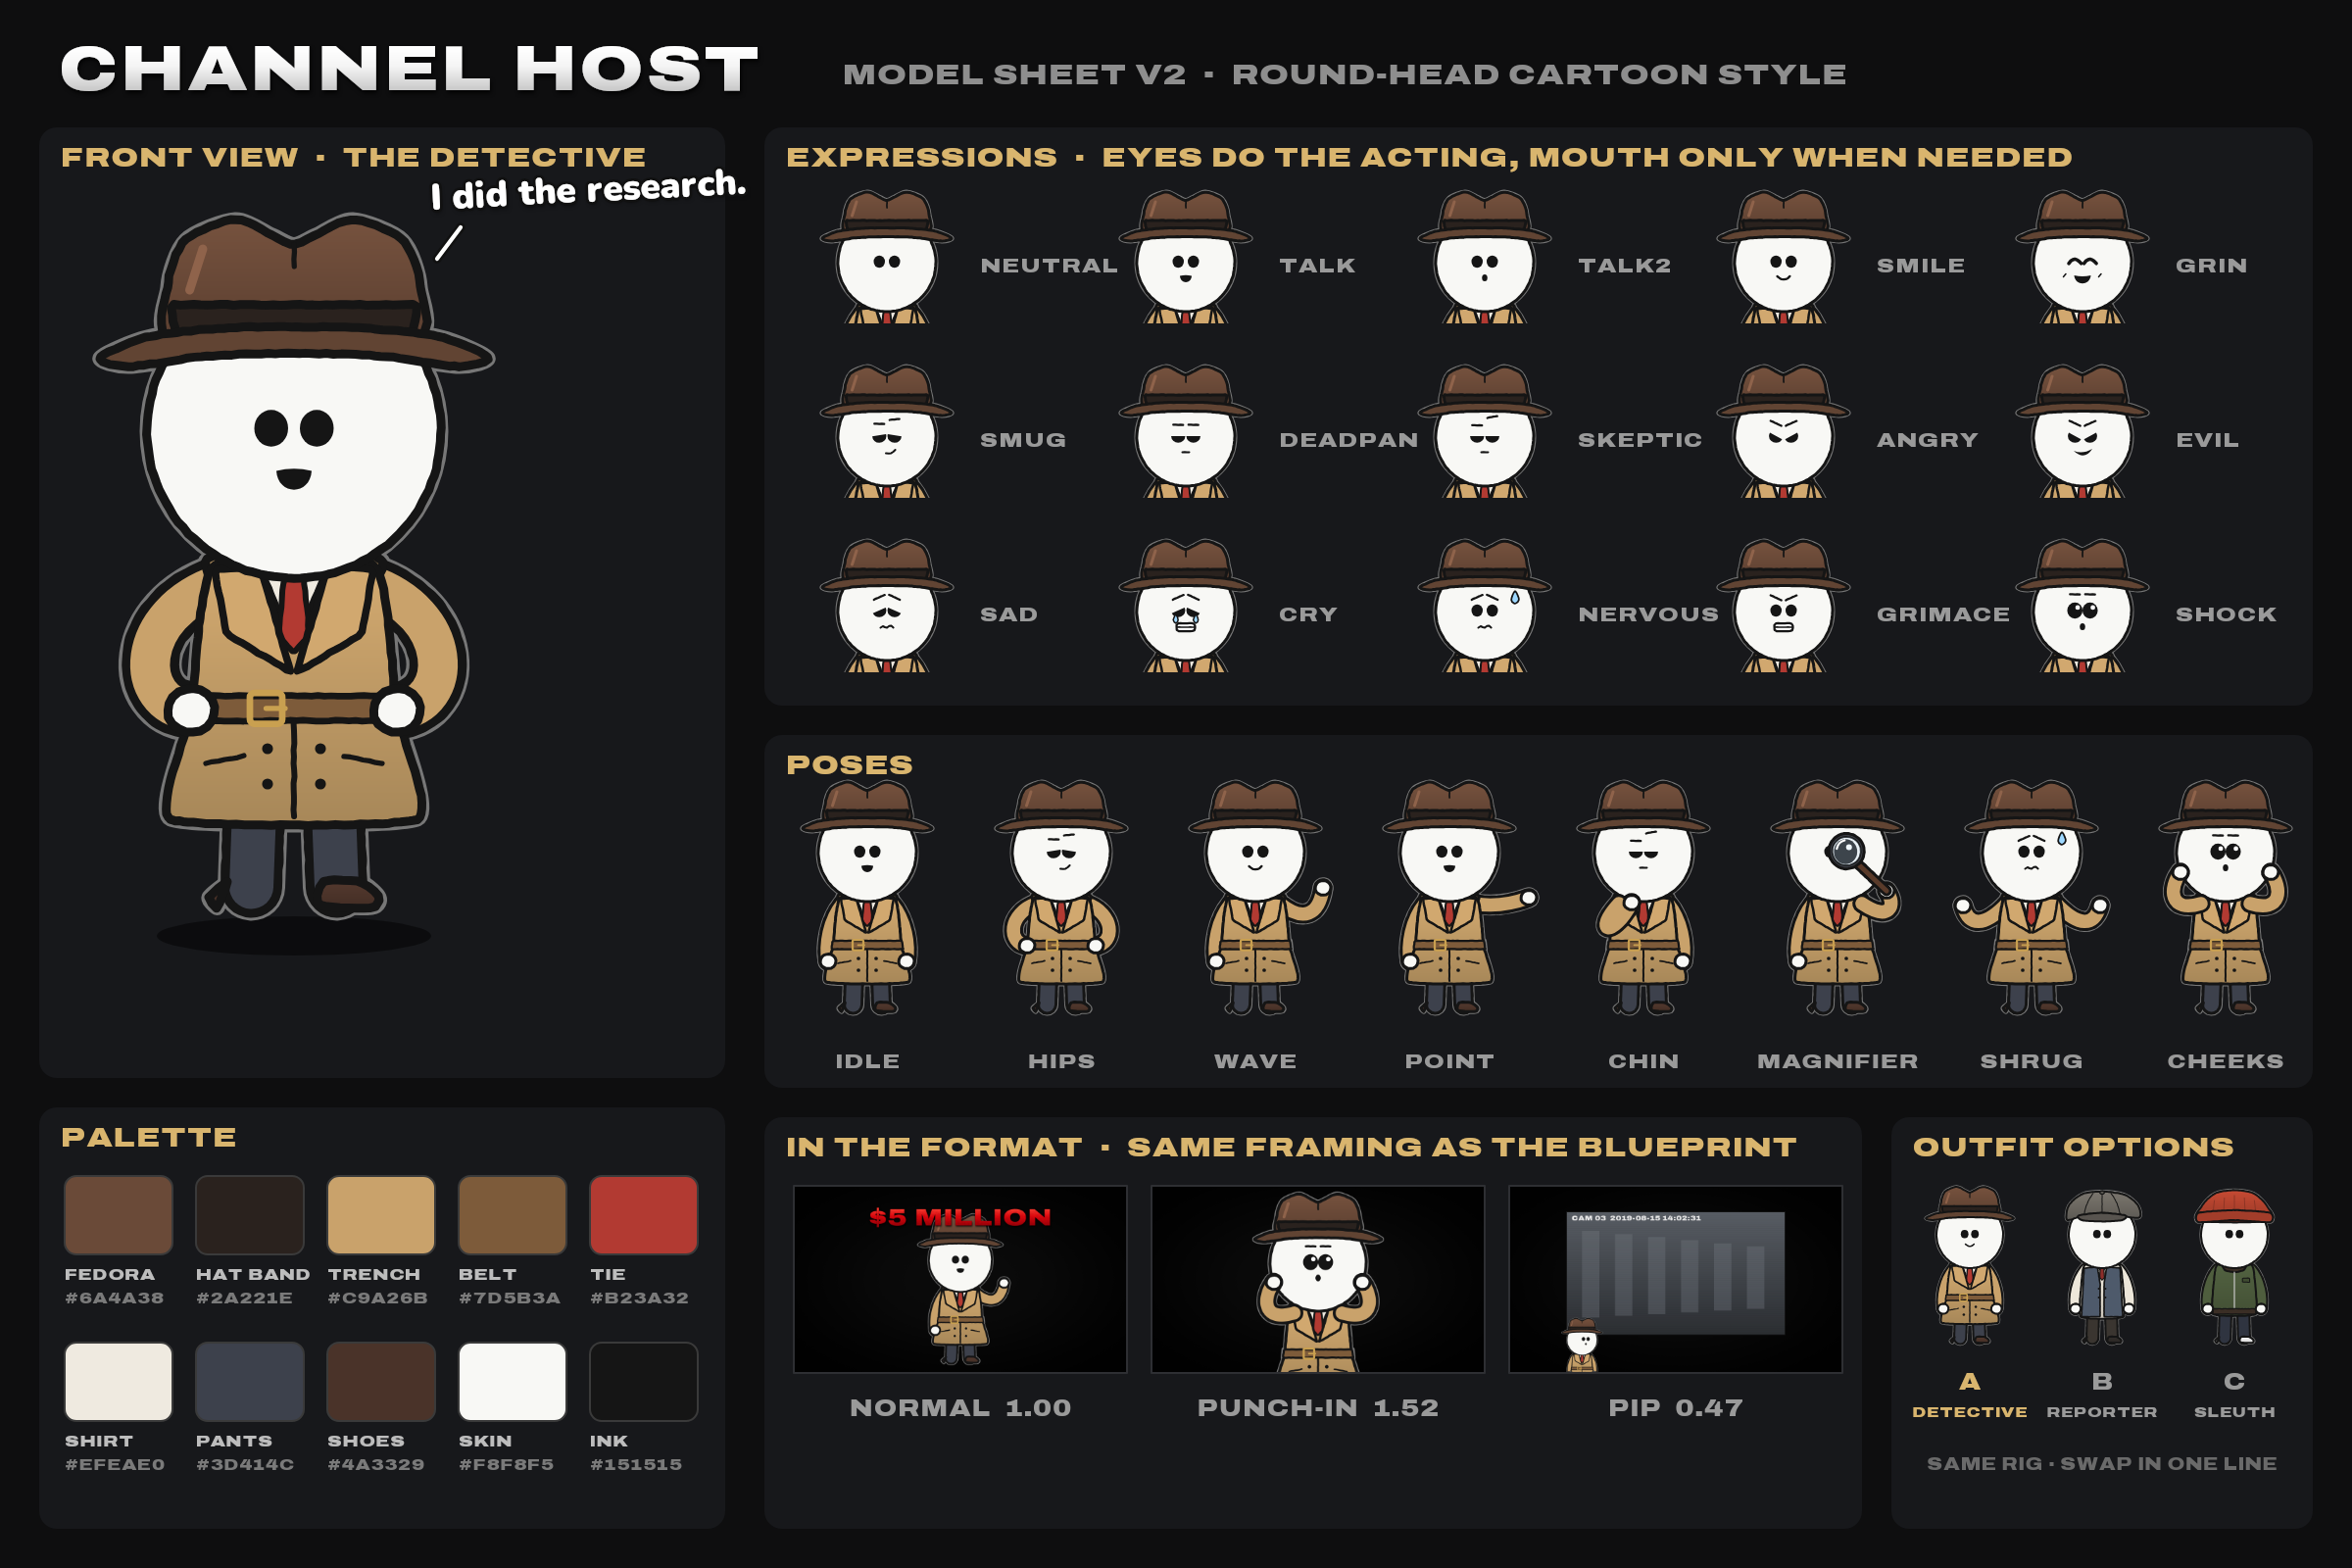 CHANNEL HOST
MODEL SHEET V2 · ROUND-HEAD CARTOON STYLE
FRONT VIEW · THE DETECTIVE
I did the research.
EXPRESSIONS · EYES DO THE ACTING, MOUTH ONLY WHEN NEEDED
NEUTRAL TALK TALK2 SMILE GRIN
SMUG DEADPAN SKEPTIC ANGRY EVIL
SAD CRY NERVOUS GRIMACE SHOCK
POSES
IDLE HIPS WAVE POINT CHIN MAGNIFIER SHRUG CHEEKS
PALETTE
FEDORA HAT BAND TRENCH BELT TIE
#6A4A38 #2A221E #C9A26B #7D5B3A #B23A32
SHIRT PANTS SHOES SKIN INK
#EFEAE0 #3D414C #4A3329 #F8F8F5 #151515
IN THE FORMAT · SAME FRAMING AS THE BLUEPRINT
$5 MILLION
CAM 03 2019-08-15 14:02:31
NORMAL 1.00 PUNCH-IN 1.52 PIP 0.47
OUTFIT OPTIONS
A B C
DETECTIVE REPORTER SLEUTH
SAME RIG · SWAP IN ONE LINE